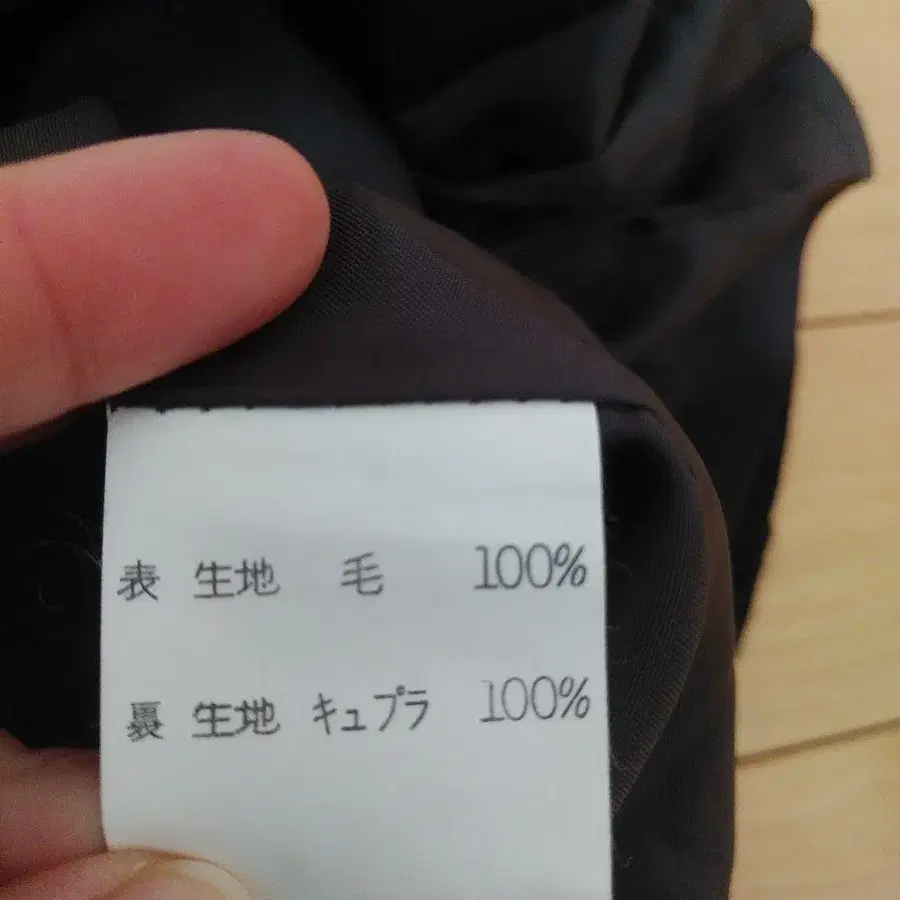 表 生地 毛 100%
裏 生地 キュプラ 100%